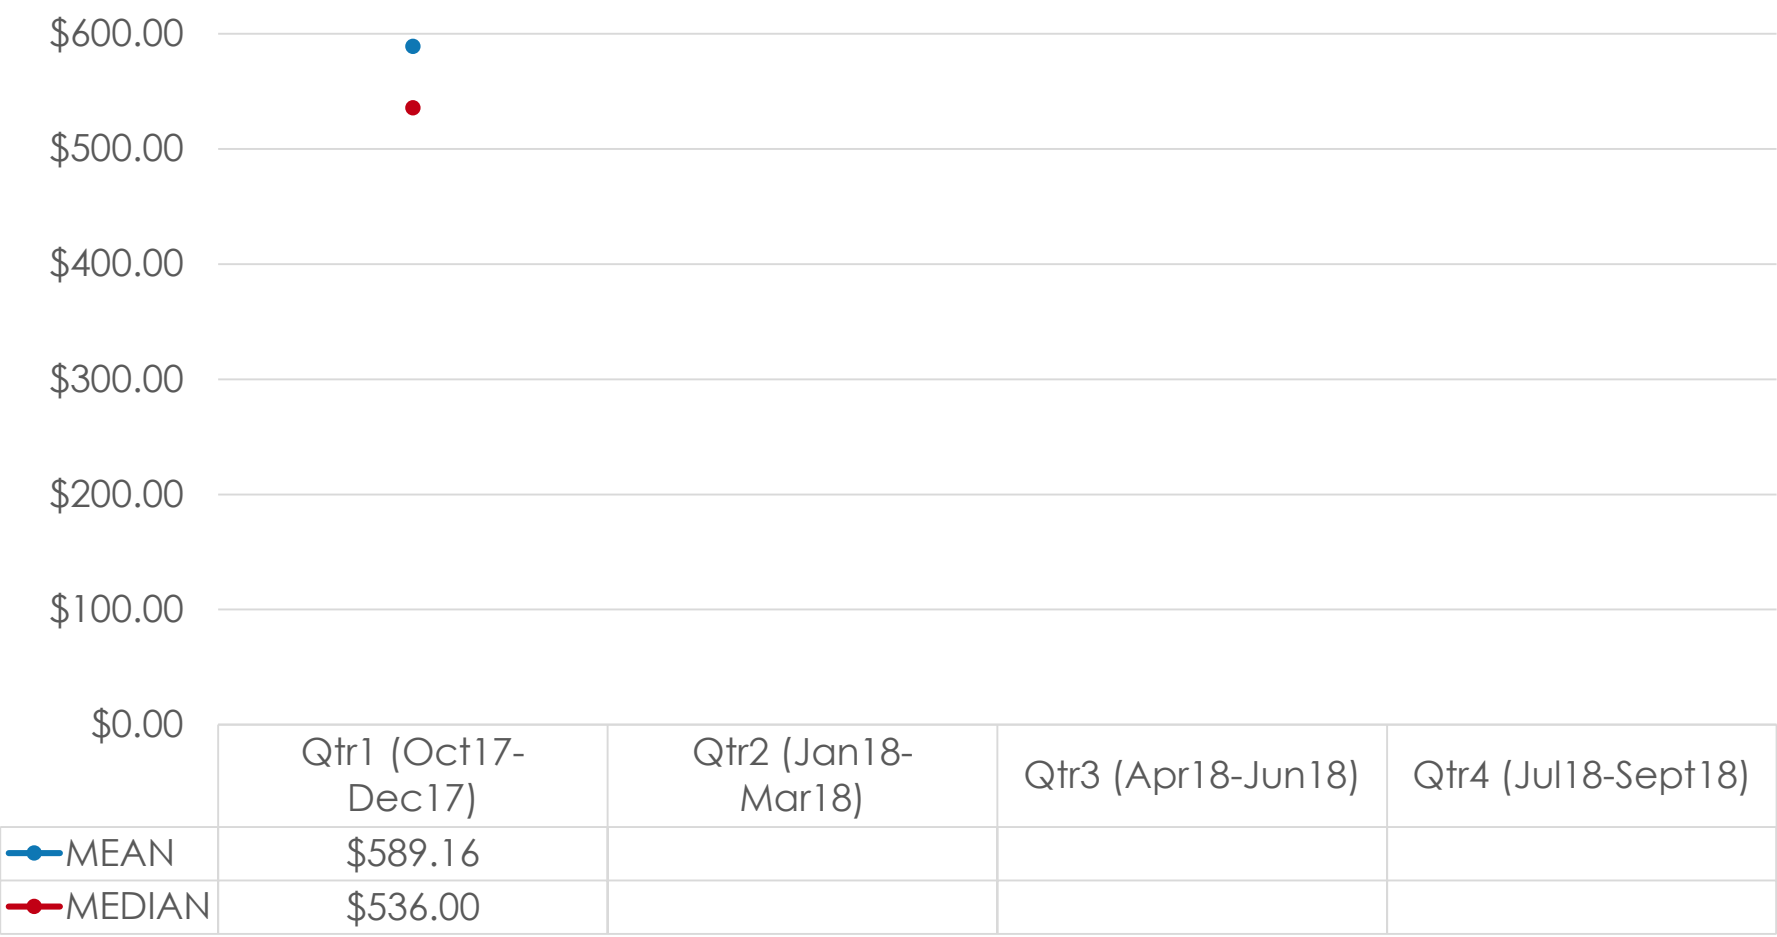 $600.00
$500.00
$400.00
$300.00
$200.00
$100.00
$0.00
Qtr1 (Oct17-
Dec17)
Qtr2 (Jan18-
Mar18)
Qtr3 (Apr18-Jun18)
Qtr4 (Jul18-Sept18)
MEAN $589.16
MEDIAN $536.00